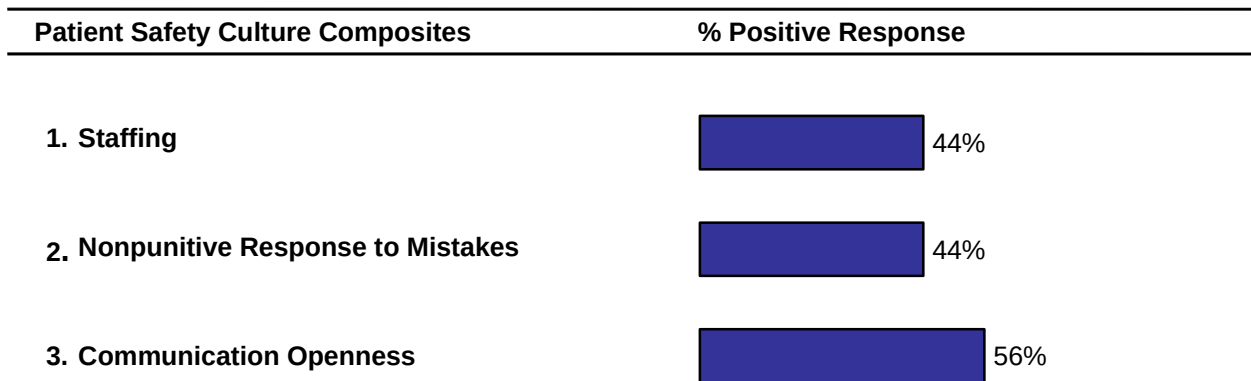 Patient Safety Culture Composites % Positive Response
1. Staffing 44%
2. Nonpunitive Response to Mistakes 44%
3. Communication Openness 56%